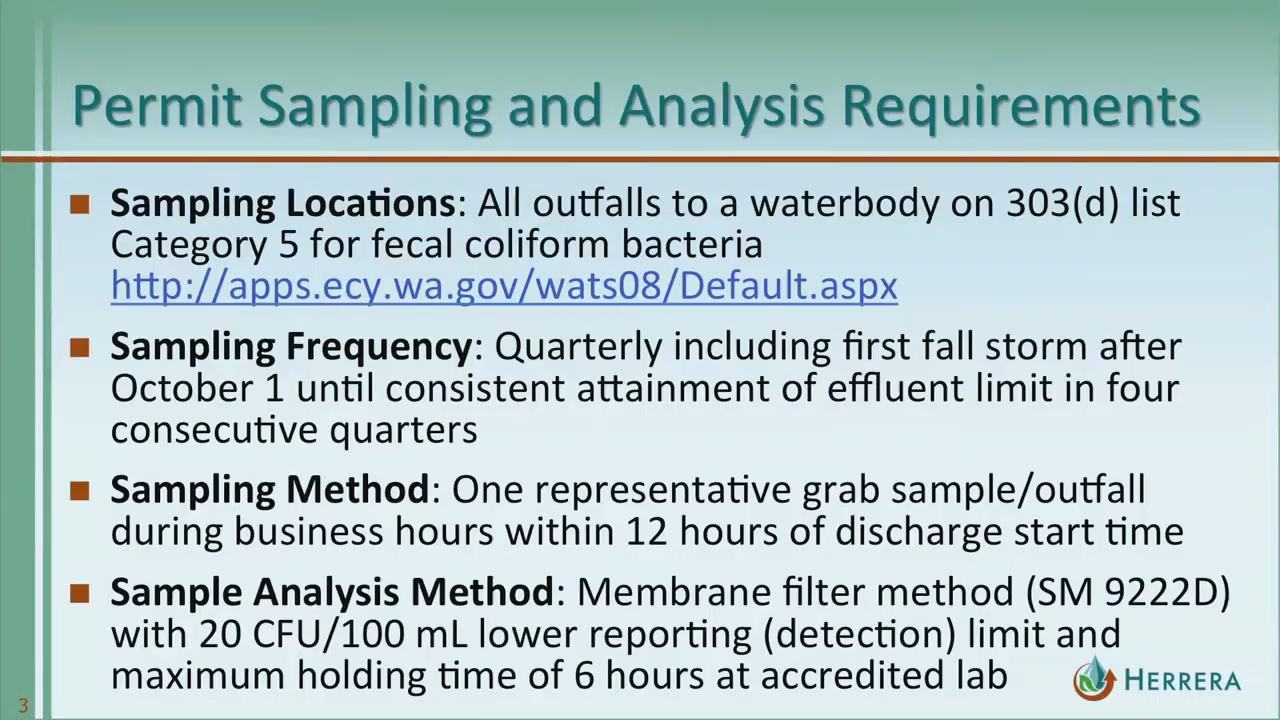 Permit Sampling and Analysis Requirements
Sampling Locations: All outfalls to a waterbody on 303(d) list
Category 5 for fecal coliform bacteria
http://apps.ecy.wa.gov/wats08/Default.aspx
Sampling Frequency: Quarterly including first fall storm after
October 1 until consistent attainment of effluent limit in four
consecutive quarters
Sampling Method: One representative grab sample/outfall
during business hours within 12 hours of discharge start time
Sample Analysis Method: Membrane filter method (SM 9222D)
with 20 CFU/100 mL lower reporting (detection) limit and
maximum holding time of 6 hours at accredited lab
HERRERA
3